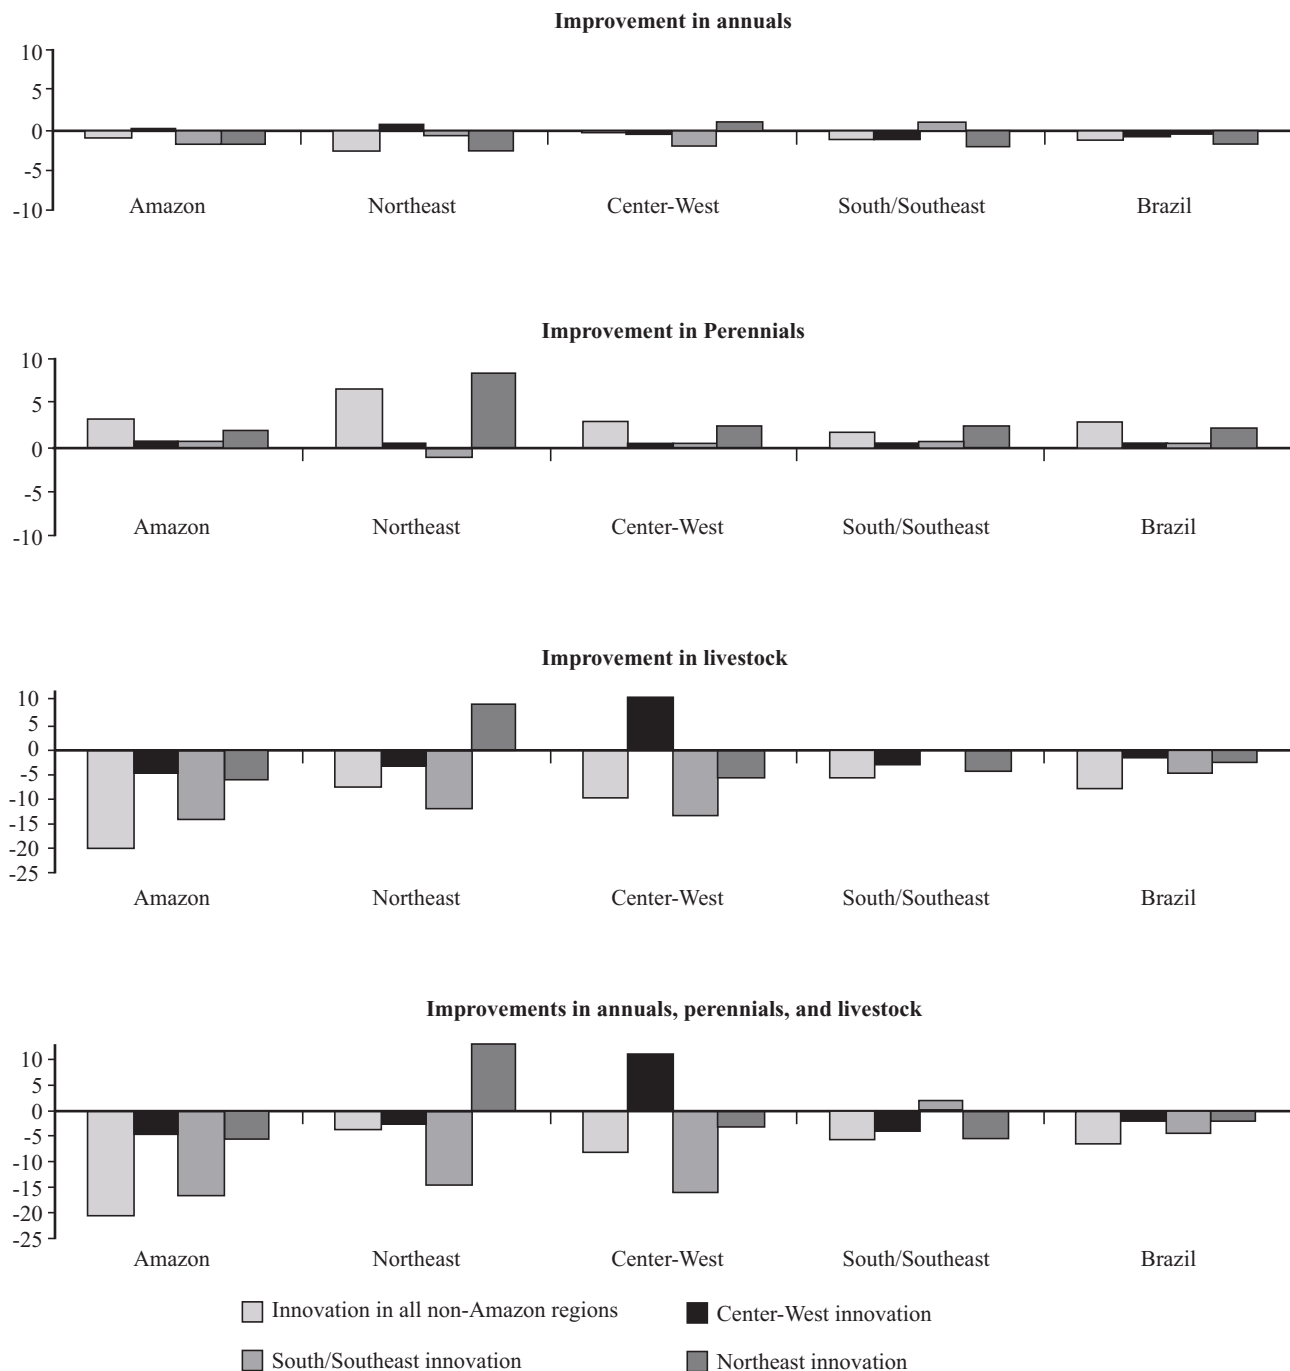 Improvement in annuals
10
5
0
-5
-10
Amazon Northeast Center-West South/Southeast Brazil
Improvement in Perennials
10
5
0
-5
-10
Amazon Northeast Center-West South/Southeast Brazil
Improvement in livestock
10
5
0
-5
-10
-15
-20
-25
Amazon Northeast Center-West South/Southeast Brazil
Improvements in annuals, perennials, and livestock
10
5
0
-5
-10
-15
-20
-25
Amazon Northeast Center-West South/Southeast Brazil
Innovation in all non-Amazon regions Center-West innovation
South/Southeast innovation Northeast innovation